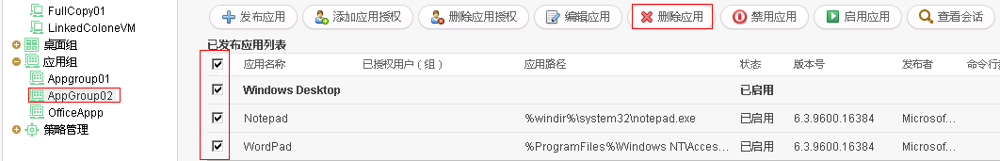 FullCopy01
LinkedColoneVM
桌面组
应用组
Appgroup01
AppGroup02
OfficeAppp
策略管理
发布应用 添加应用授权 删除应用授权 编辑应用 删除应用 禁用应用 启用应用 查看会话
已发布应用列表
应用名称 已授权用户（组） 应用路径 状态 版本号 发布者 命令行
Windows Desktop 已启用
Notepad %windir%\system32\notepad.exe 已启用 6.3.9600.16384 Microsof...
WordPad %ProgramFiles%\Windows NT\Acces... 已启用 6.3.9600.16384 Microsof...